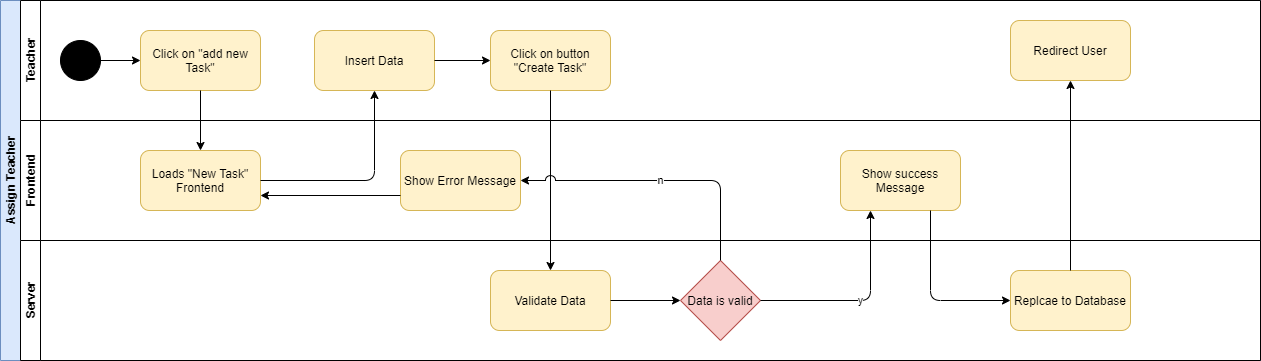 Assign Teacher
Teacher
Click on "add new
Task"
Insert Data
Click on button
"Create Task"
Redirect User
Frontend
Loads "New Task"
Frontend
Show Error Message
n
Show success
Message
Server
Validate Data
Data is valid
y
Replcae to Database